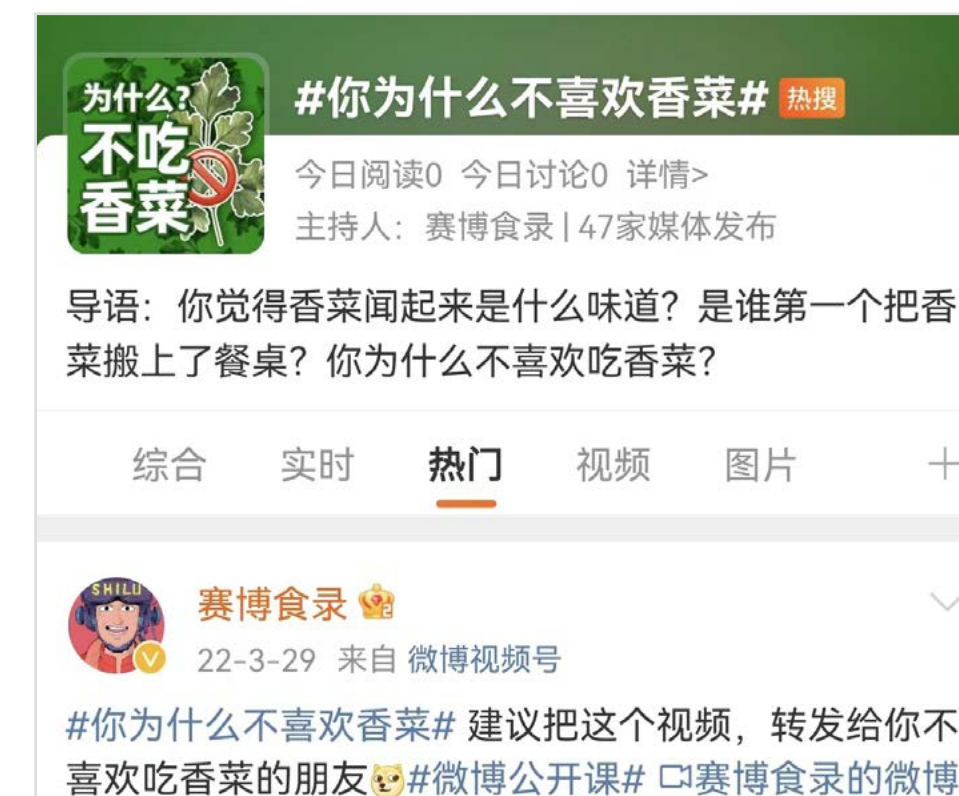 为什么?
不吃
香菜
#你为什么不喜欢香菜# 热搜
今日阅读0 今日讨论0 详情>
主持人：赛博食录 | 47家媒体发布
导语：你觉得香菜闻起来是什么味道？是谁第一个把香
菜搬上了餐桌？你为什么不喜欢吃香菜？
综合 实时 热门 视频 图片
SHILU
赛博食录
22-3-29 来自 微博视频号
#你为什么不喜欢香菜# 建议把这个视频，转发给你不
喜欢吃香菜的朋友#微博公开课# 赛博食录的微博